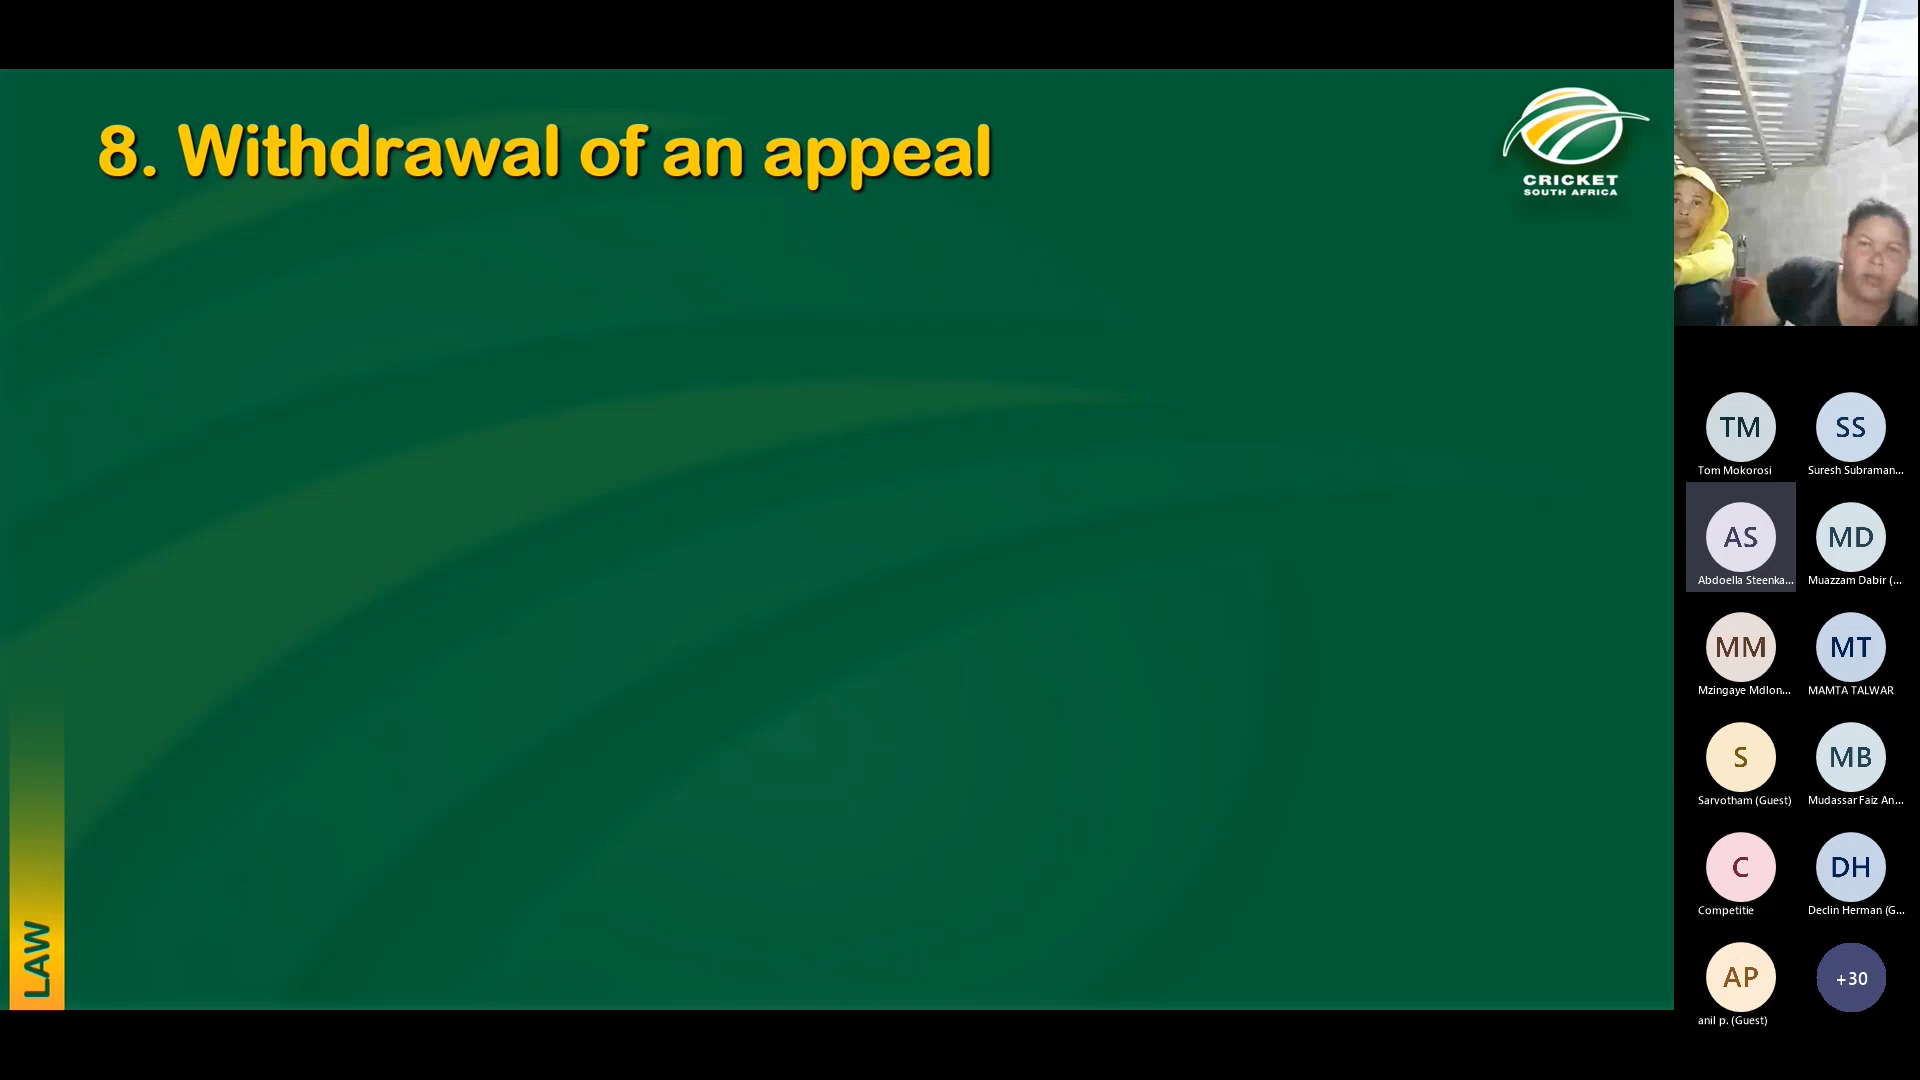 8. Withdrawal of an appeal
CRICKET
SOUTH AFRICA
LAW
TM
Tom Mokorosi
SS
Suresh Subraman...
AS
Abdoella Steenka...
MD
Muazzam Dabir (...
MM
Mzingaye Mdlon...
MT
MAMTA TALWAR
S
Sarvotham (Guest)
MB
Mudassar Faiz An...
C
Competitie
DH
Declin Herman (G...
AP
anil p. (Guest)
+30